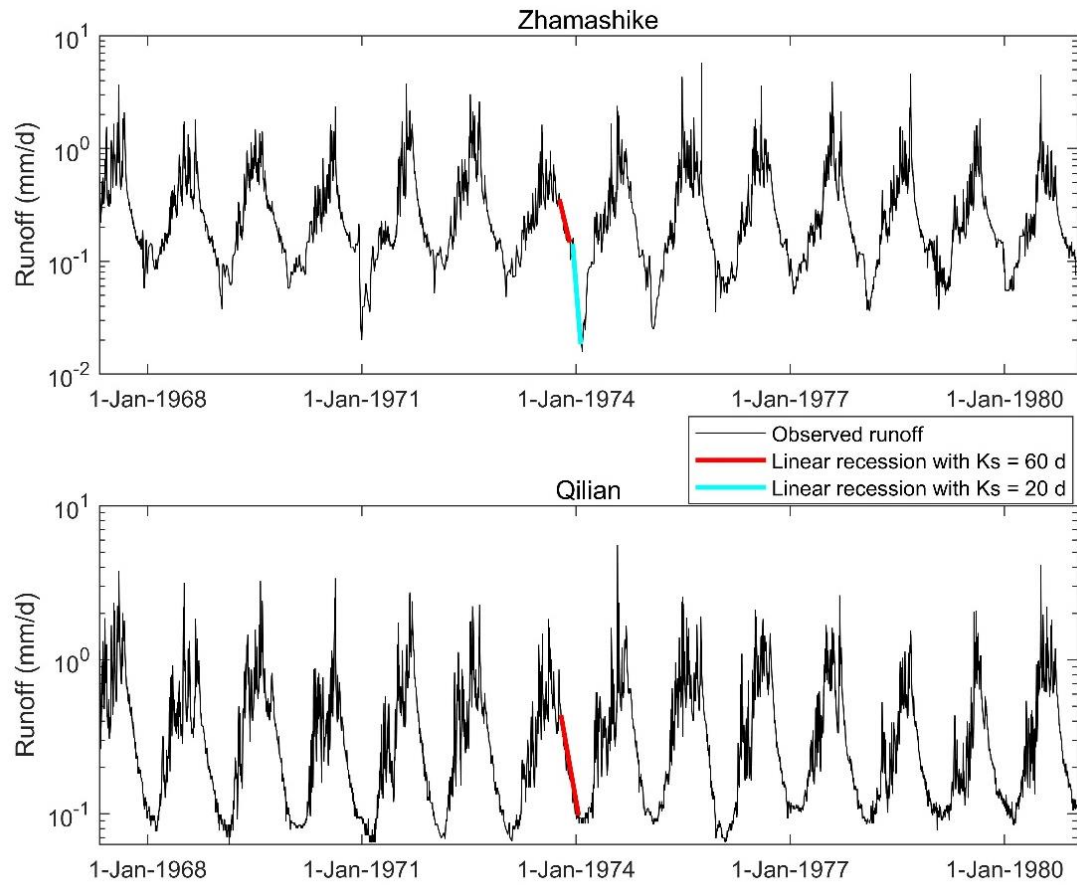 Zhamashike
Runoff (mm/d)
10^1
10^0
10^-1
10^-2
1-Jan-1968 1-Jan-1971 1-Jan-1974 1-Jan-1977 1-Jan-1980
Observed runoff
Linear recession with Ks = 60 d
Linear recession with Ks = 20 d
Qilian
Runoff (mm/d)
10^1
10^0
10^-1
1-Jan-1968 1-Jan-1971 1-Jan-1974 1-Jan-1977 1-Jan-1980